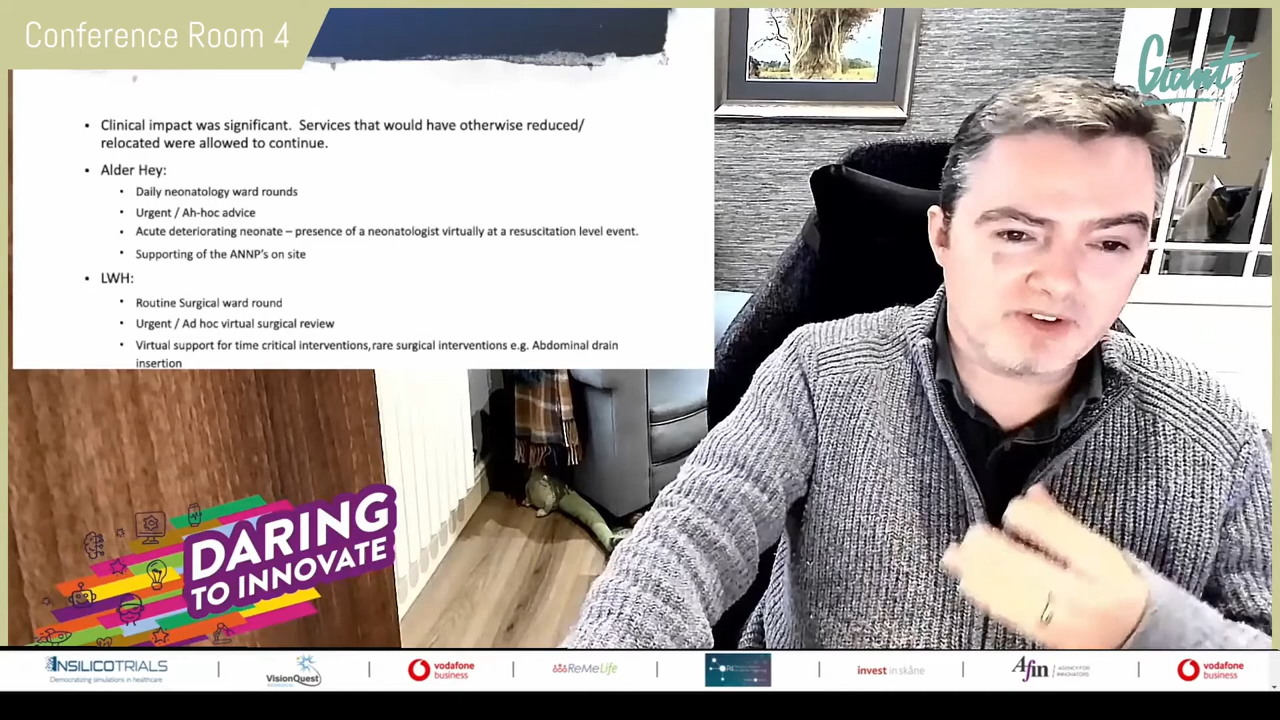 Conference Room 4
Giant
Clinical impact was significant. Services that would have otherwise reduced/
relocated were allowed to continue.
Alder Hey:
Daily neonatology ward rounds
Urgent / Ah-hoc advice
Acute deteriorating neonate – presence of a neonatologist virtually at a resuscitation level event.
Supporting of the ANNP's on site
LWH:
Routine Surgical ward round
Urgent / Ad hoc virtual surgical review
Virtual support for time critical interventions,rare surgical interventions e.g. Abdominal drain
insertion
DARING
TO INNOVATE
INSILICOTRIALS
Democratizing simulations in healthcare
VisionQuest
vodafone
business
ReMeLife
invest in skåne
Afin
AGENCY FOR
INNOVATORS
vodafone
business